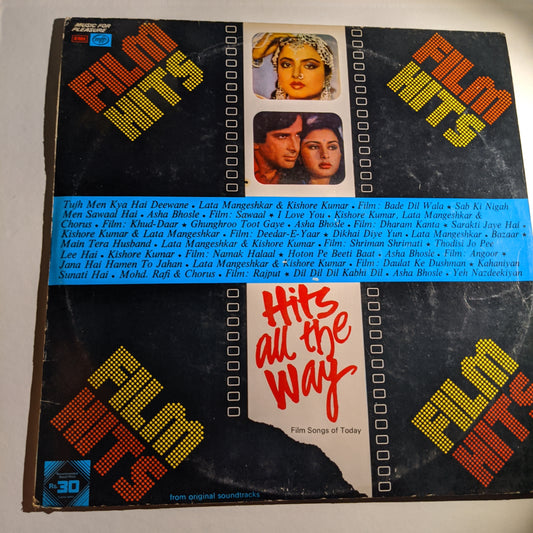 MUSIC FOR
PLEASURE
EMI
FILM
HITS
FILM
HITS
Tujh Men Kya Hai Deewane • Lata Mangeshkar & Kishore Kumar • Film: Bade Dil Wala ★ Sab Ki Nigah
Men Sawaal Hai • Asha Bhosle • Film: Sawaal ★ I Love You • Kishore Kumar, Lata Mangeshkar &
Chorus • Film: Khud-Daar ★ Ghunghroo Toot Gaye • Asha Bhosle • Film: Dharam Kanta ★ Sarakti Jaye Hai •
Kishore Kumar & Lata Mangeshkar • Film: Deedar-E-Yaar ★ Dikhai Diye Yun • Lata Mangeshkar • Bazaar ★
Main Tera Husband • Lata Mangeshkar & Kishore Kumar • Film: Shriman Shrimati ★ Thodisi Jo Pee
Lee Hai • Kishore Kumar • Film: Namak Halaal ★ Hoton Pe Beeti Baat • Asha Bhosle • Film: Angoor ★
Jana Hai Hamen To Jahan • Lata Mangeshkar & Kishore Kumar • Film: Daulat Ke Dushman ★ Kahaniyan
Sunati Hai • Mohd. Rafi & Chorus • Film: Rajput ★ Dil Dil Dil Kabhi Dil • Asha Bhosle • Yeh Nazdeekiyan
Hits
all the
way
Film Songs of Today
FILM
HITS
FILM
HITS
Rs 30
from original soundtracks